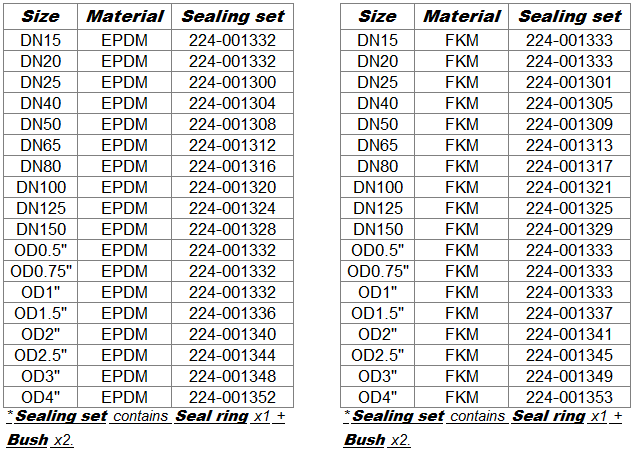 Size Material Sealing set
DN15 EPDM 224-001332
DN20 EPDM 224-001332
DN25 EPDM 224-001300
DN40 EPDM 224-001304
DN50 EPDM 224-001308
DN65 EPDM 224-001312
DN80 EPDM 224-001316
DN100 EPDM 224-001320
DN125 EPDM 224-001324
DN150 EPDM 224-001328
OD0.5" EPDM 224-001332
OD0.75" EPDM 224-001332
OD1" EPDM 224-001332
OD1.5" EPDM 224-001336
OD2" EPDM 224-001340
OD2.5" EPDM 224-001344
OD3" EPDM 224-001348
OD4" EPDM 224-001352
*Sealing set contains Seal ring x1 +
Bush x2.
Size Material Sealing set
DN15 FKM 224-001333
DN20 FKM 224-001333
DN25 FKM 224-001301
DN40 FKM 224-001305
DN50 FKM 224-001309
DN65 FKM 224-001313
DN80 FKM 224-001317
DN100 FKM 224-001321
DN125 FKM 224-001325
DN150 FKM 224-001329
OD0.5" FKM 224-001333
OD0.75" FKM 224-001333
OD1" FKM 224-001333
OD1.5" FKM 224-001337
OD2" FKM 224-001341
OD2.5" FKM 224-001345
OD3" FKM 224-001349
OD4" FKM 224-001353
*Sealing set contains Seal ring x1 +
Bush x2.